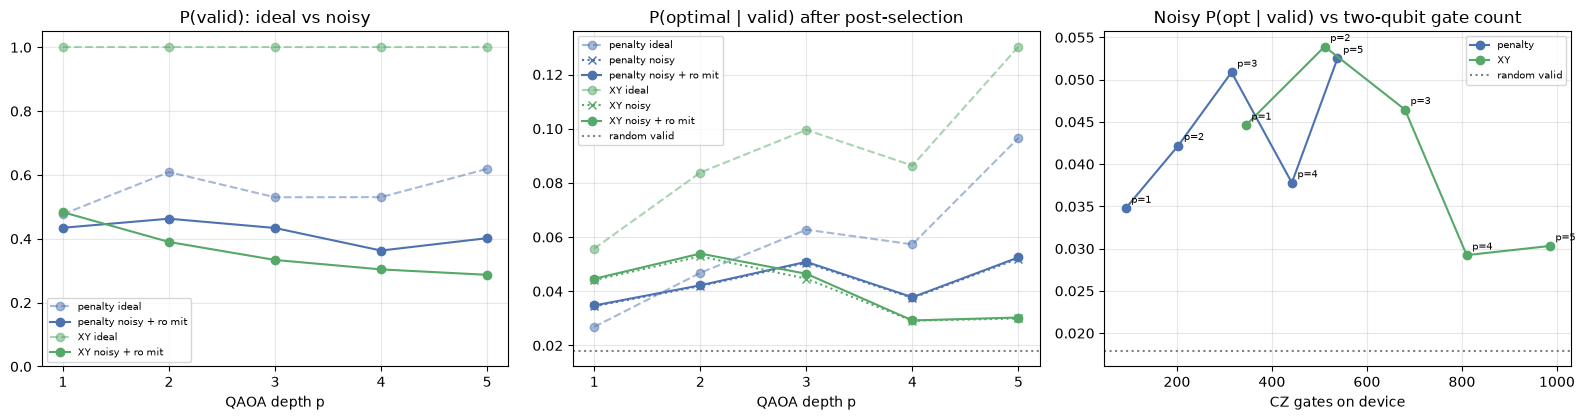 P(valid): ideal vs noisy
1.0
0.8
0.6
0.4
0.2
0.0
penalty ideal
penalty noisy + ro mit
XY ideal
XY noisy + ro mit
1 2 3 4 5
QAOA depth p
P(optimal | valid) after post-selection
0.12
0.10
0.08
0.06
0.04
0.02
penalty ideal
penalty noisy
penalty noisy + ro mit
XY ideal
XY noisy
XY noisy + ro mit
random valid
1 2 3 4 5
QAOA depth p
Noisy P(opt | valid) vs two-qubit gate count
0.055
0.050
0.045
0.040
0.035
0.030
0.025
0.020
penalty
XY
random valid
p=2
p=5
p=3
p=3
p=1
p=2
p=4
p=1
p=4
p=5
200 400 600 800 1000
CZ gates on device